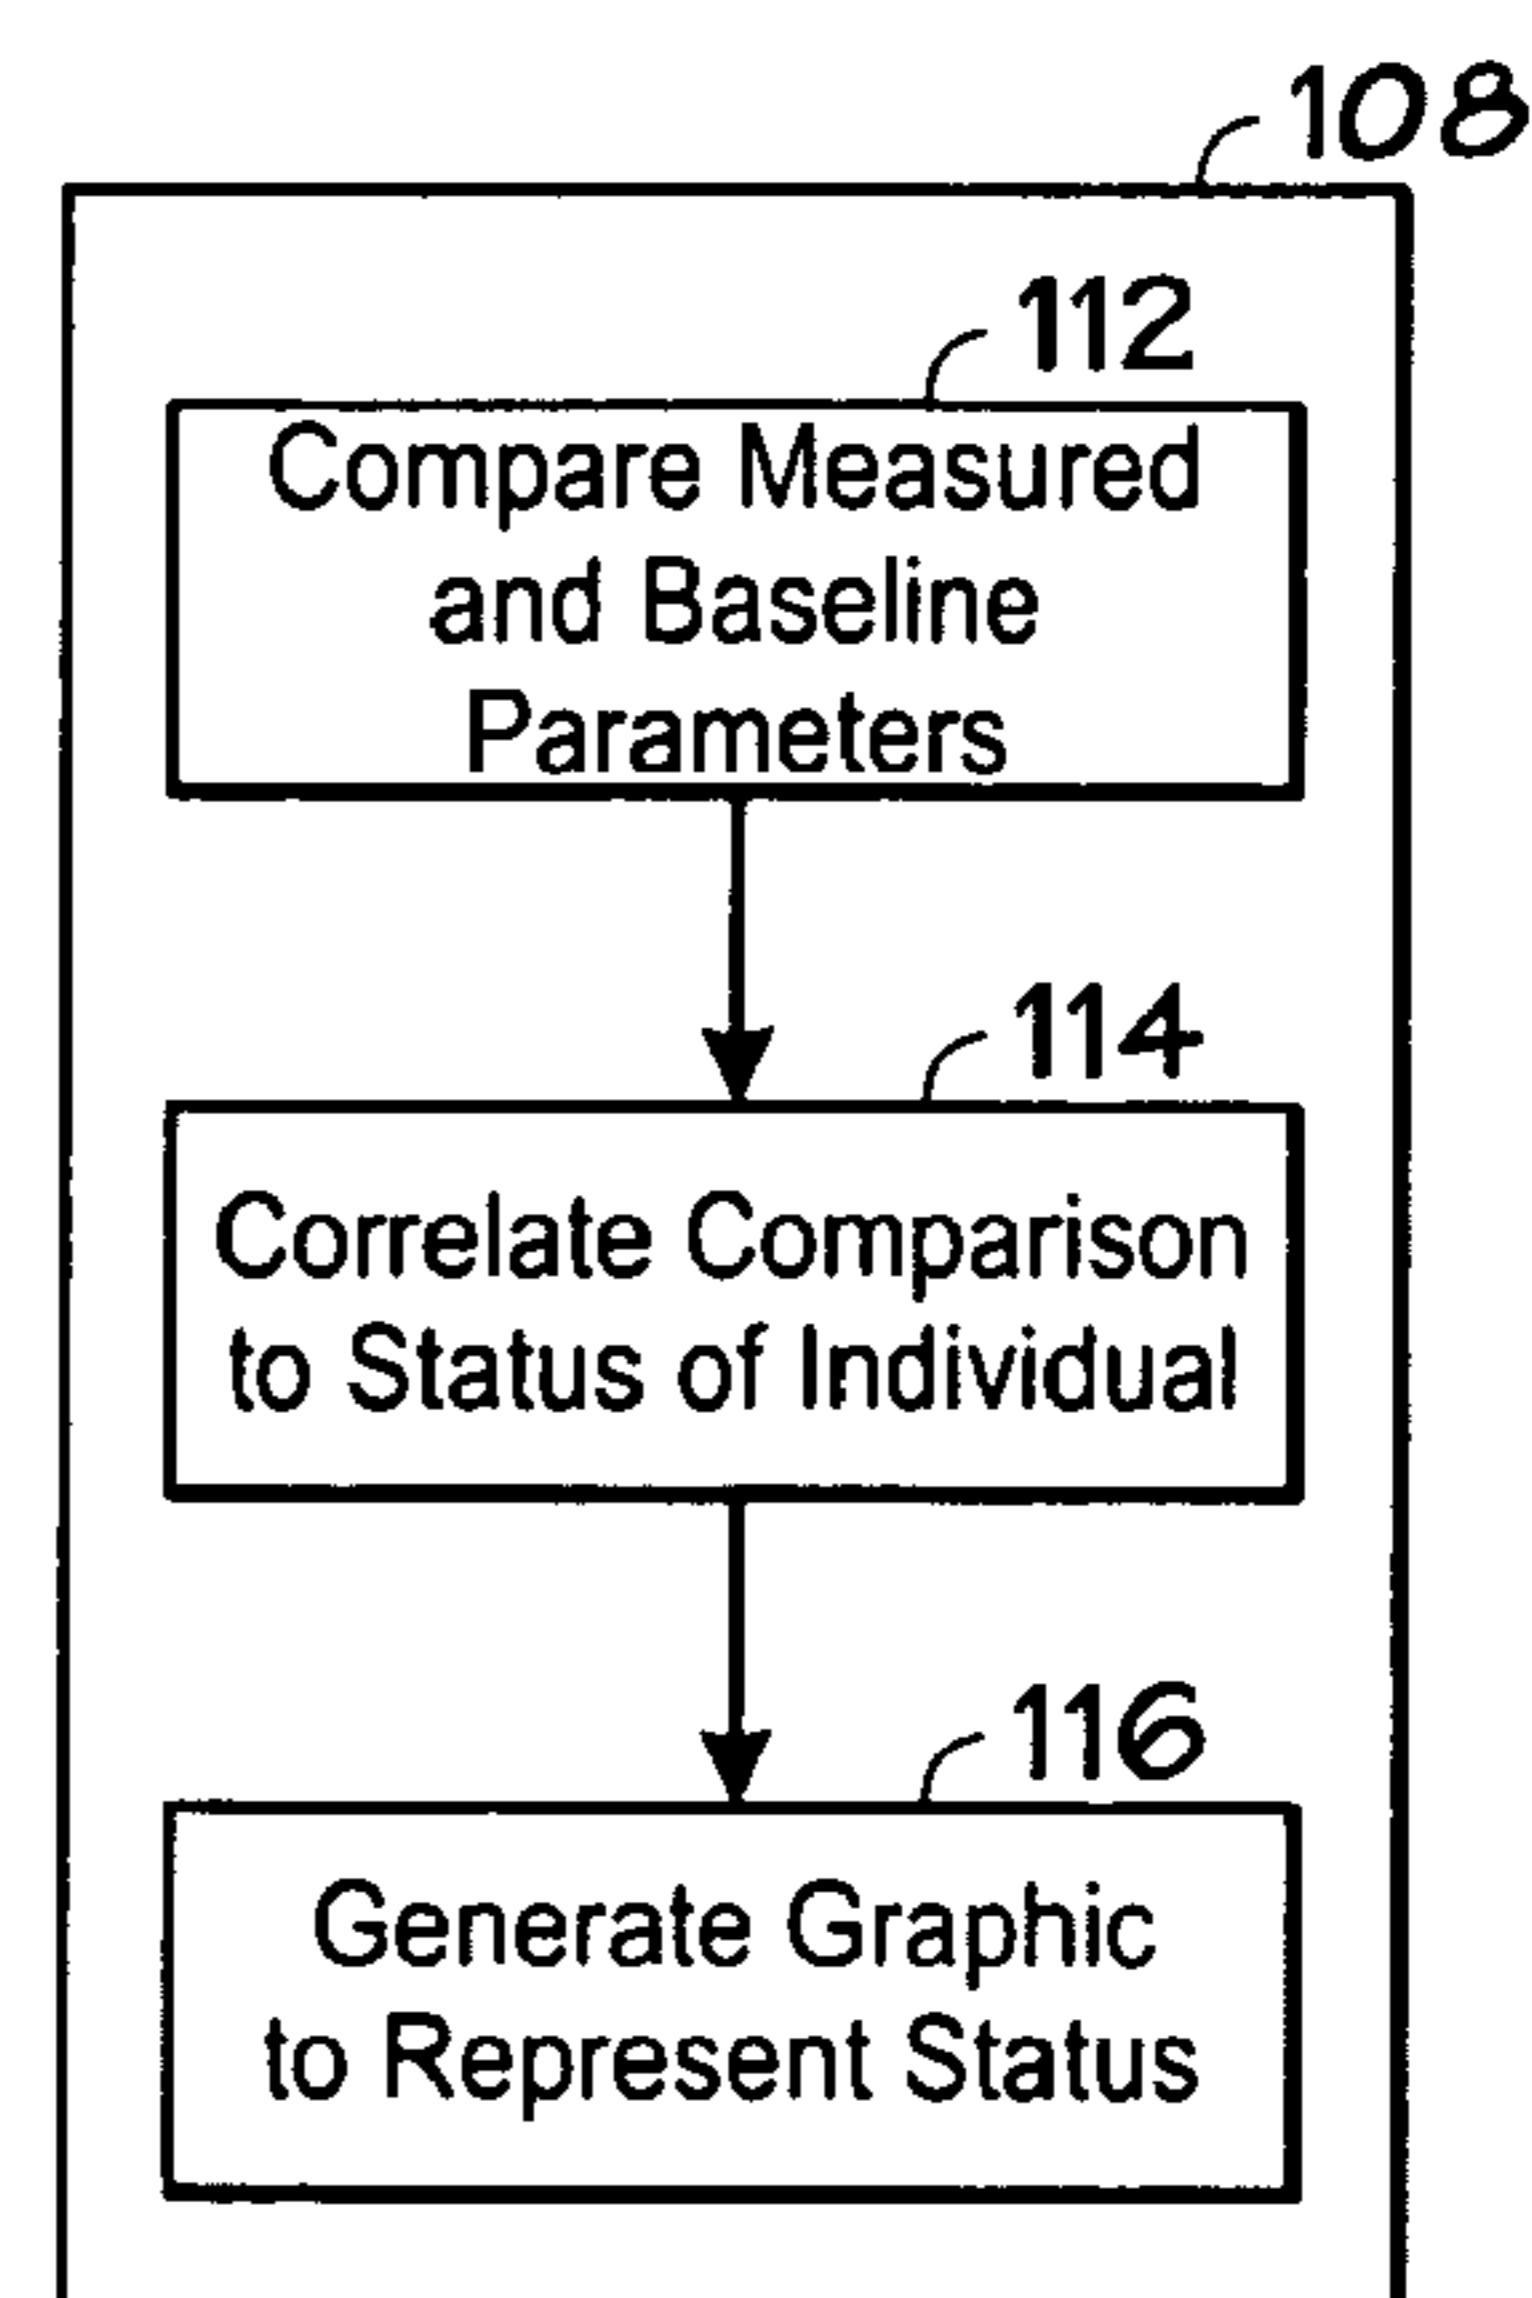 108
112
Compare Measured
and Baseline
Parameters
114
Correlate Comparison
to Status of Individual
116
Generate Graphic
to Represent Status